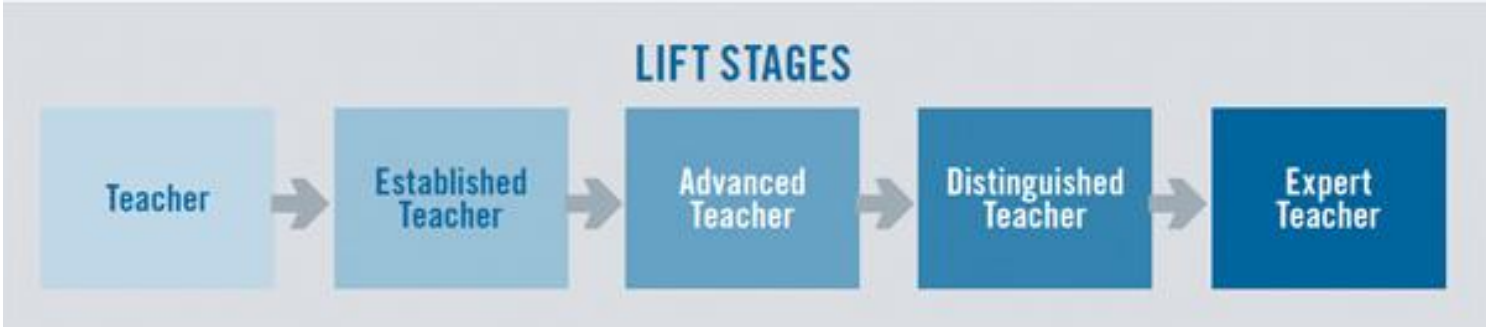 LIFT STAGES
Teacher
Established
Teacher
Advanced
Teacher
Distinguished
Teacher
Expert
Teacher